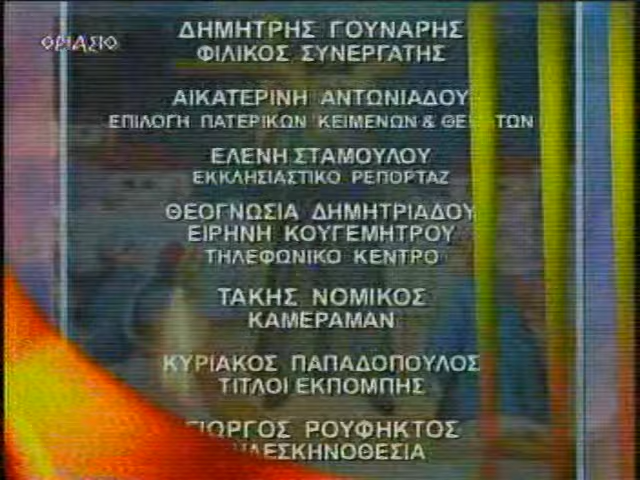 ΘΡΙΑΣΙΟ
ΔΗΜΗΤΡΗΣ ΓΟΥΝΑΡΗΣ
ΦΙΛΙΚΟΣ ΣΥΝΕΡΓΑΤΗΣ
ΑΙΚΑΤΕΡΙΝΗ ΑΝΤΩΝΙΑΔΟΥ
ΕΠΙΛΟΓΗ ΠΑΤΕΡΙΚΩΝ ΚΕΙΜΕΝΩΝ &
ΕΛΕΝΗ ΣΤΑΜΟΥΛΟΥ
ΕΚΚΛΗΣΙΑΣΤΙΚΟ ΡΕΠΟΡΤΑΖ
ΘΕΟΓΝΩΣΙΑ ΔΗΜΗΤΡΙΑΔΟΥ
ΕΙΡΗΝΗ ΚΟΥΓΕΜΗΤΡΟΥ
ΤΗΛΕΦΩΝΙΚΟ ΚΕΝΤΡΟ
ΤΑΚΗΣ ΝΟΜΙΚΟΣ
ΚΑΜΕΡΑΜΑΝ
ΚΥΡΙΑΚΟΣ ΠΑΠΑΔΟΠΟΥΛΟΣ
ΤΙΤΛΟΙ ΕΚΠΟΜΠΗΣ
ΓΙΩΡΓΟΣ ΡΟΥΦΗΚΤΟΣ